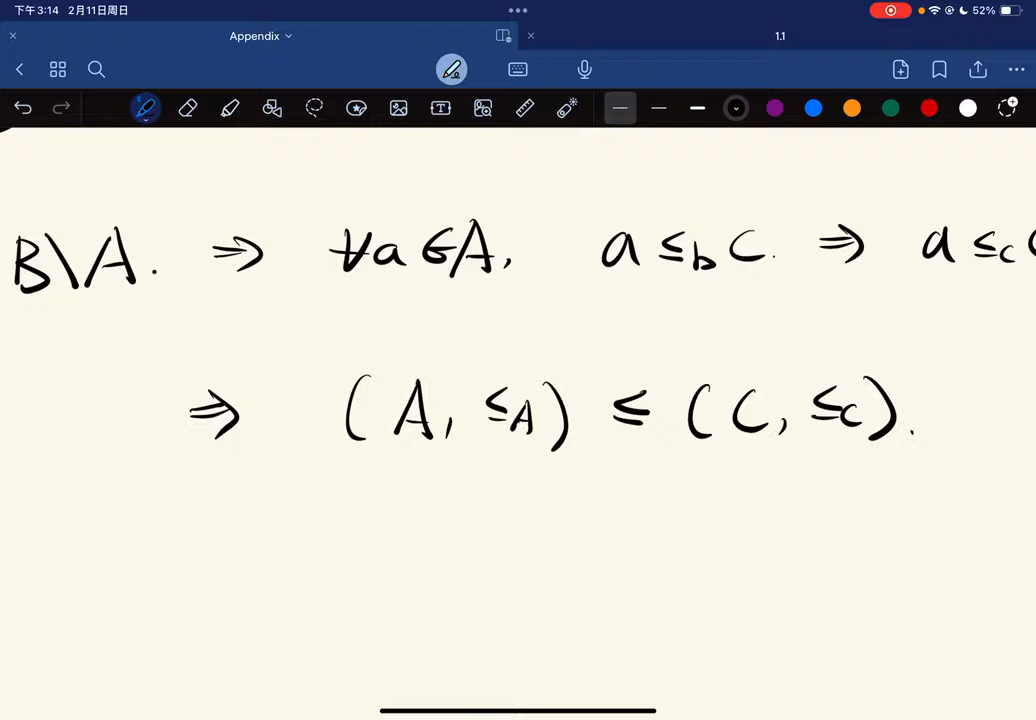 下午3:14 2月11日周日 52%
Appendix 1.1
B\A. ⇒ ∀a∈A, a ≤_b C. ⇒ a ≤_c
⇒ (A, ≤_A) ≤ (C, ≤_C).